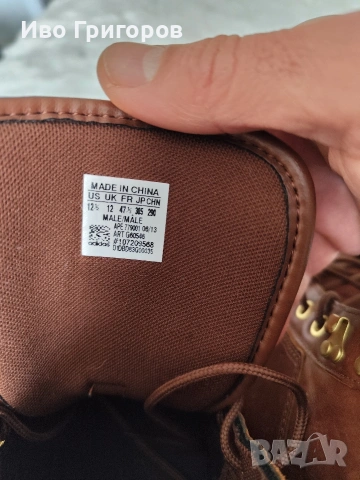 Иво Григоров
MADE IN CHINA
US UK FR JP CHN
12½ 12 47⅓ 305 290
MALE/MALE
APE 779001 06/13
ART G60546
#107209568
adidas
BAZAR